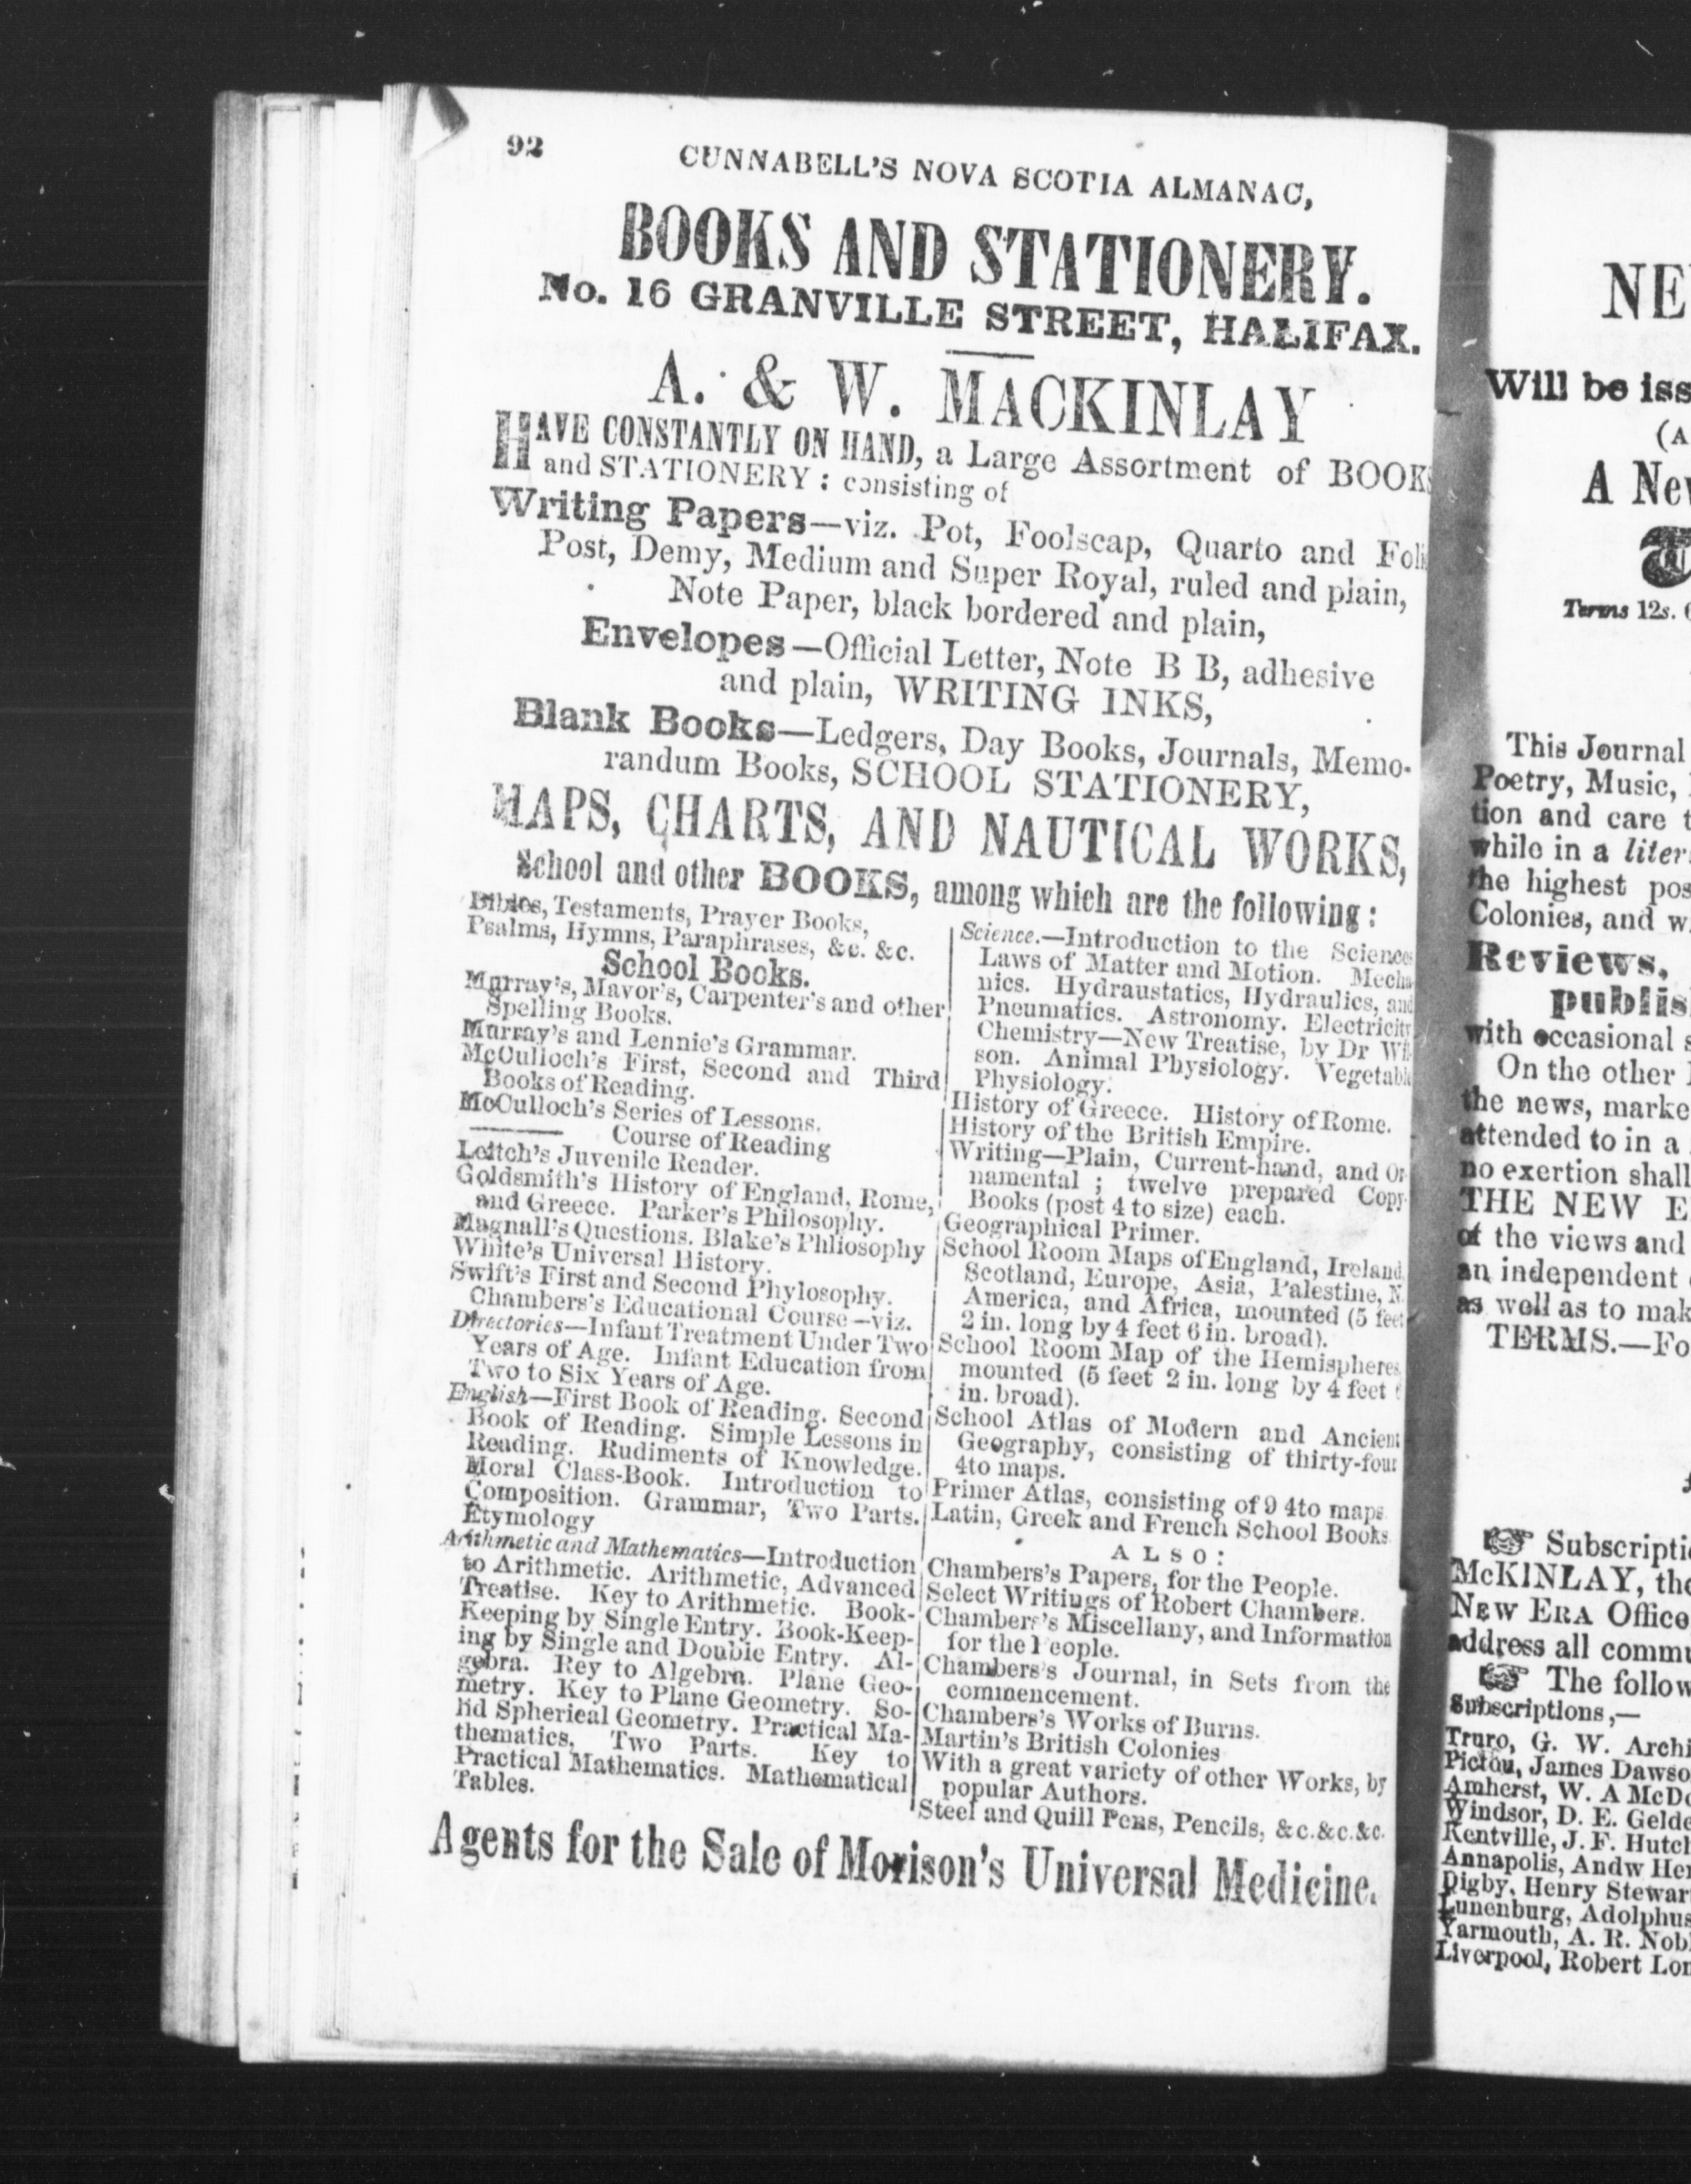 92
CUNNABELL'S NOVA SCOTIA ALMANAC,
BOOKS AND STATIONERY.
No. 16 GRANVILLE STREET, HALIFAX.
A. & W. MACKINLAY
HAVE CONSTANTLY ON HAND, a Large Assortment of BOOKS
and STATIONERY: consisting of
Writing Papers—viz. Pot, Foolscap, Quarto and Foli
Post, Demy, Medium and Super Royal, ruled and plain,
Note Paper, black bordered and plain,
Envelopes—Official Letter, Note B B, adhesive
and plain, WRITING INKS,
Blank Books—Ledgers, Day Books, Journals, Memo-
randum Books, SCHOOL STATIONERY,
MAPS, CHARTS, AND NAUTICAL WORKS,
School and other BOOKS, among which are the following:
Bibles, Testaments, Prayer Books,
Psalms, Hymns, Paraphrases, &c. &c.
School Books.
Murray's, Mavor's, Carpenter's and other
Spelling Books.
Murray's and Lennie's Grammar.
McCulloch's First, Second and Third
Books of Reading.
McCulloch's Series of Lessons.
——— Course of Reading
Leitch's Juvenile Reader.
Goldsmith's History of England, Rome,
and Greece. Parker's Philosophy.
Magnall's Questions. Blake's Phliosophy
White's Universal History.
Swift's First and Second Phylosophy.
Chambers's Educational Course—viz.
Directories—Infant Treatment Under Two
Years of Age. Infant Education from
Two to Six Years of Age.
English—First Book of Reading. Second
Book of Reading. Simple Lessons in
Reading. Rudiments of Knowledge.
Moral Class-Book. Introduction to
Composition. Grammar, Two Parts.
Etymology
Arithmetic and Mathematics—Introduction
to Arithmetic. Arithmetic, Advanced
Treatise. Key to Arithmetic. Book-
Keeping by Single Entry. Book-Keep-
ing by Single and Double Entry. Al-
gebra. Key to Algebra. Plane Geo-
metry. Key to Plane Geometry. So-
lid Spherical Geometry. Practical Ma-
thematics, Two Parts. Key to
Practical Mathematics. Mathematical
Tables.
Science.—Introduction to the Sciences
Laws of Matter and Motion. Mecha
nics. Hydraustatics, Hydraulics, and
Pneumatics. Astronomy. Electricity
Chemistry—New Treatise, by Dr Wil-
son. Animal Physiology. Vegetable
Physiology.
History of Greece. History of Rome.
History of the British Empire.
Writing—Plain, Current-hand, and Or
namental; twelve prepared Copy-
Books (post 4 to size) each.
Geographical Primer.
School Room Maps of England, Ireland,
Scotland, Europe, Asia, Palestine, N.
America, and Africa, mounted (5 feet
2 in. long by 4 feet 6 in. broad).
School Room Map of the Hemispheres
mounted (5 feet 2 in. long by 4 feet
in. broad).
School Atlas of Modern and Ancient
Geography, consisting of thirty-four
4to maps.
Primer Atlas, consisting of 9 4to maps
Latin, Greek and French School Books
ALSO:
Chambers's Papers, for the People.
Select Writings of Robert Chambers.
Chambers's Miscellany, and Information
for the People.
Chambers's Journal, in Sets from the
commencement.
Chambers's Works of Burns.
Martin's British Colonies
With a great variety of other Works, by
popular Authors.
Steel and Quill Pens, Pencils, &c.&c.&c.
Agents for the Sale of Morison's Universal Medicine.
NE
Will be iss
(A
A Ne
T
Terms 12s. 6
This Journal
Poetry, Music,
tion and care t
while in a liter
the highest pos
Colonies, and w
Reviews,
publis
with occasional s
On the other
the news, marke
attended to in a
no exertion shall
THE NEW E
of the views and
an independent
as well as to mak
TERMS.—Fo
Subscripti
McKINLAY, the
NEW ERA Office
address all commu
The follow
Subscriptions,—
Truro, G. W. Archi
Pictou, James Dawso
Amherst, W. A McDo
Windsor, D. E. Gelde
Kentville, J. F. Hutch
Annapolis, Andw Her
Digby, Henry Stewar
Lunenburg, Adolphus
Yarmouth, A. R. Nob
Liverpool, Robert Lon